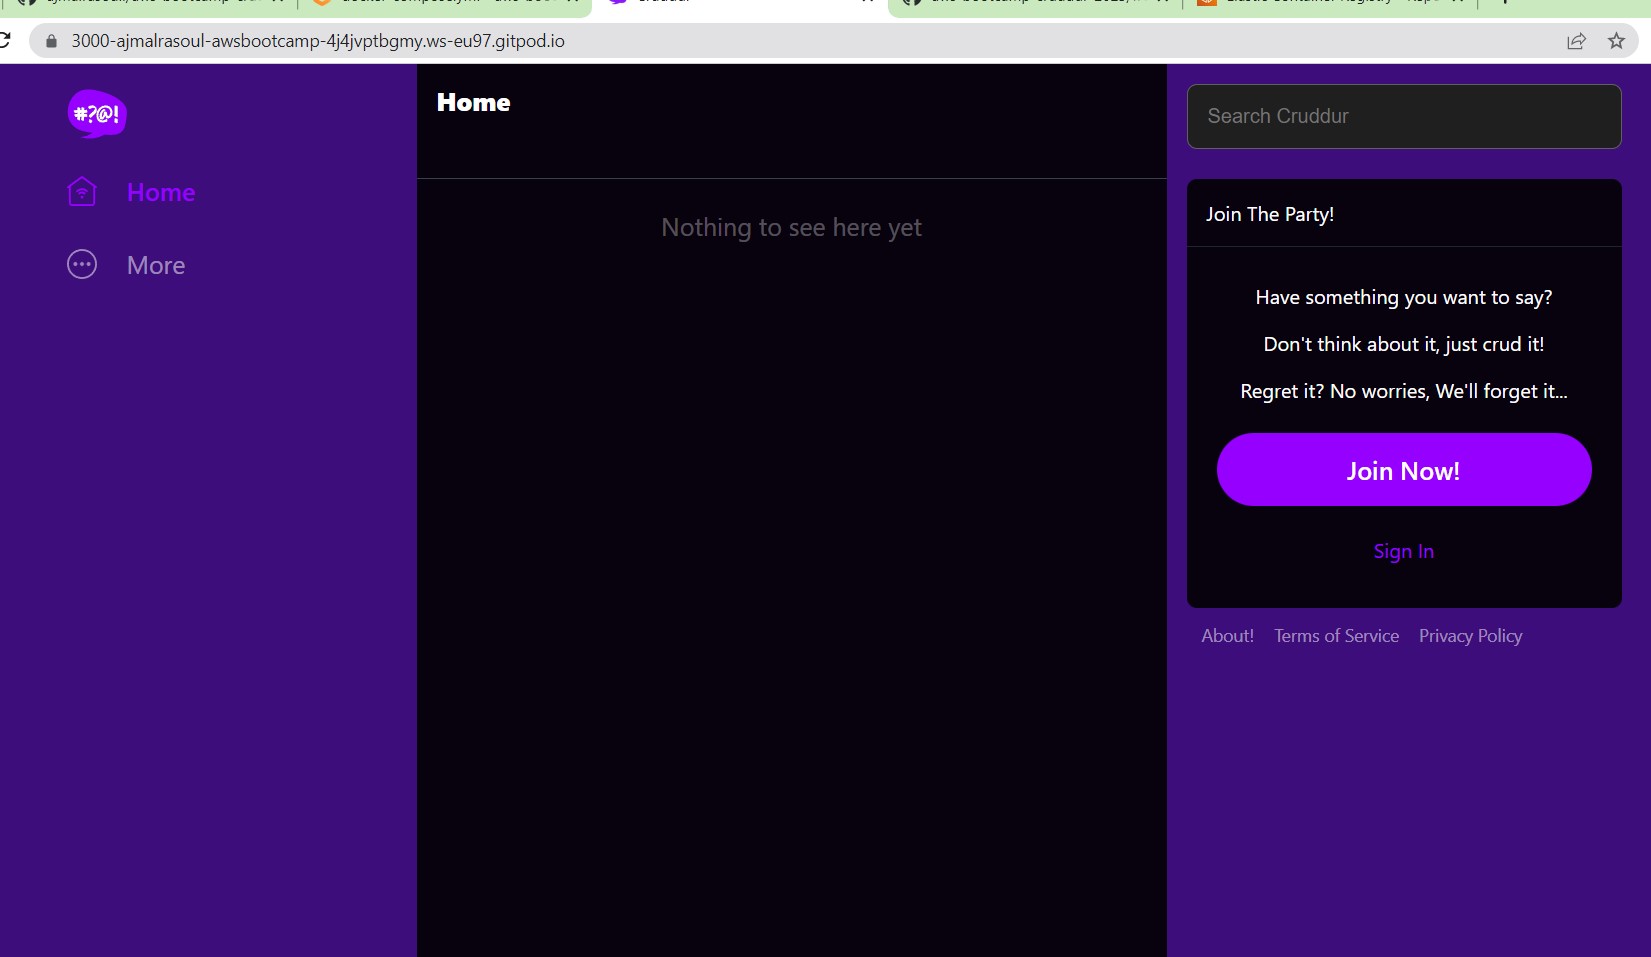 3000-ajmalrasoul-awsbootcamp-4j4jvptbgmy.ws-eu97.gitpod.io
#?@!
Home
More
Home
Nothing to see here yet
Search Cruddur
Join The Party!
Have something you want to say?
Don't think about it, just crud it!
Regret it? No worries, We'll forget it...
Join Now!
Sign In
About! Terms of Service Privacy Policy